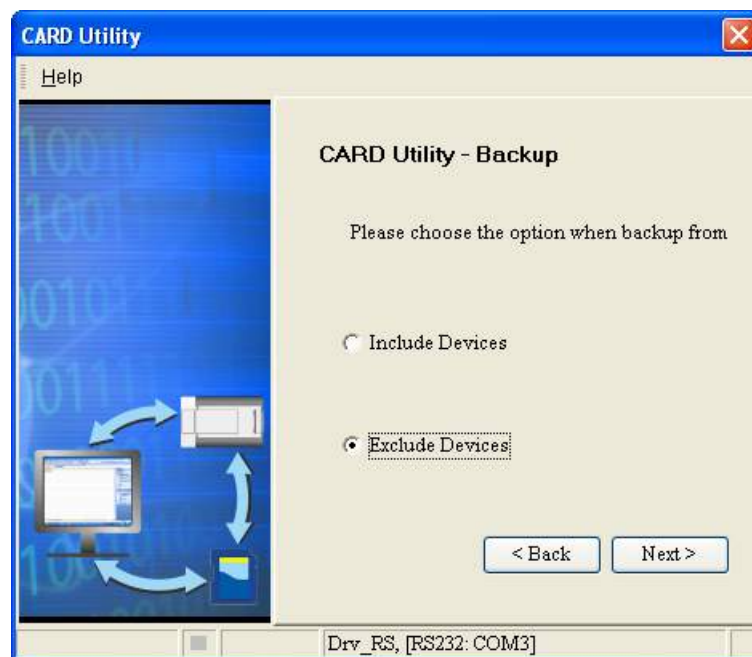 CARD Utility
Help
CARD Utility - Backup
Please choose the option when backup from
Include Devices
Exclude Devices
< Back
Next >
Drv_RS, [RS232: COM3]